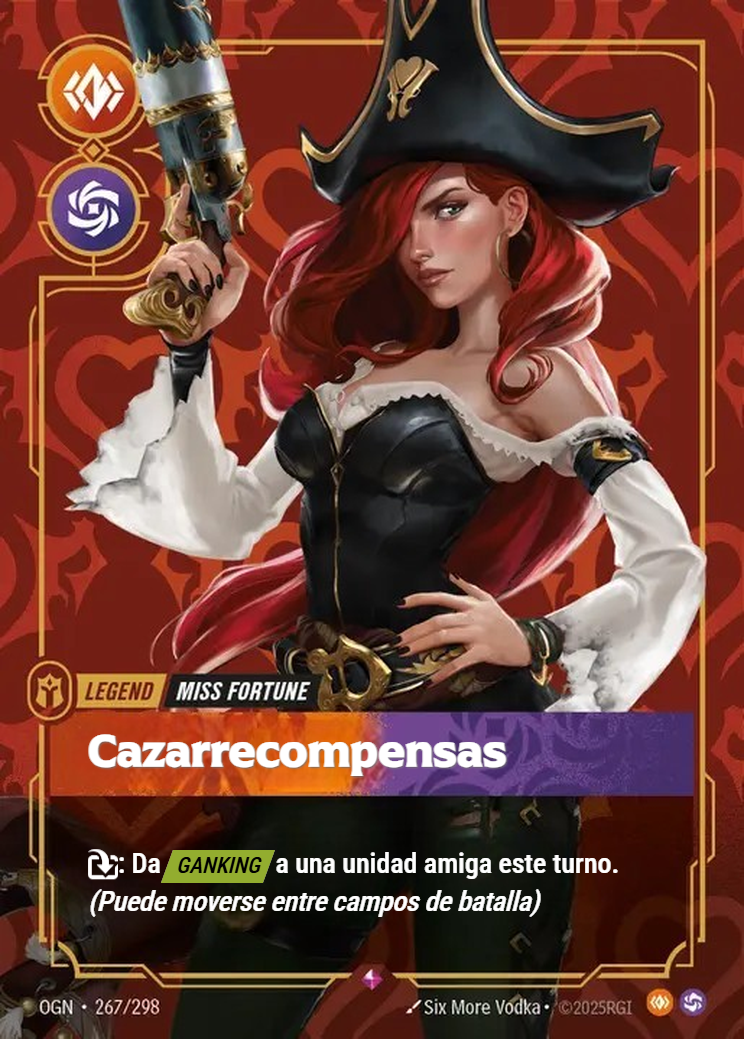 LEGEND MISS FORTUNE
Cazarrecompensas
: Da GANKING a una unidad amiga este turno.
(Puede moverse entre campos de batalla)
OGN • 267/298 Six More Vodka • ©2025RGI